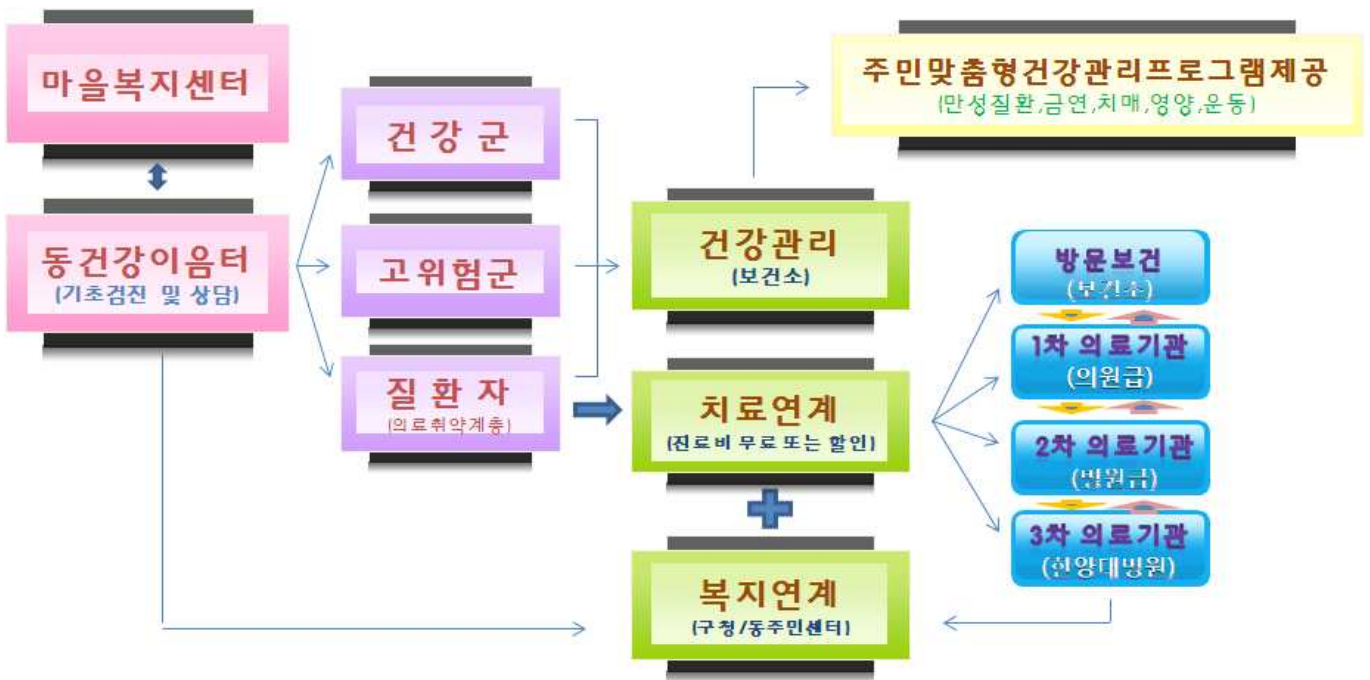 마을복지센터
동건강이음터
(기초검진 및 상담)
건강군
고위험군
질환자
(의료취약계층)
주민맞춤형건강관리프로그램제공
(만성질환,금연,치매,영양,운동)
건강관리
(보건소)
치료연계
(진료비 무료 또는 할인)
복지연계
(구청/동주민센터)
방문보건
(보건소)
1차 의료기관
(의원급)
2차 의료기관
(병원급)
3차 의료기관
(한양대병원)